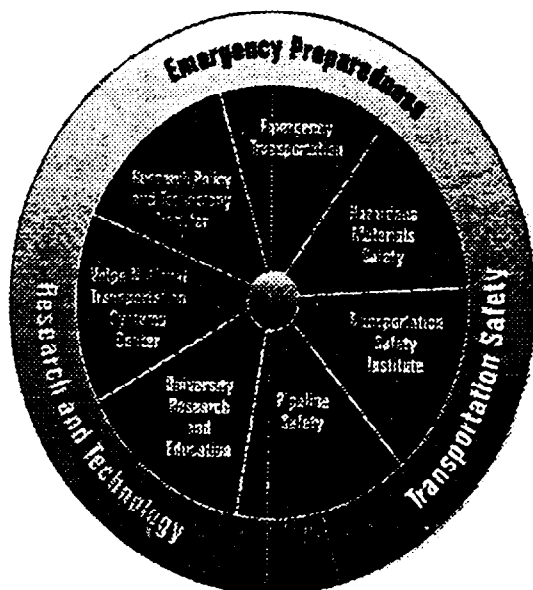 Emergency Preparedness
Emergency
Transportation
Hazardous
Materials
Safety
Transportation
Safety
Institute
Pipeline
Safety
University
Research
and
Education
Volpe National
Transportation
Systems
Center
Research Policy
and Technology
Transfer
Transportation Safety
Research and Technology